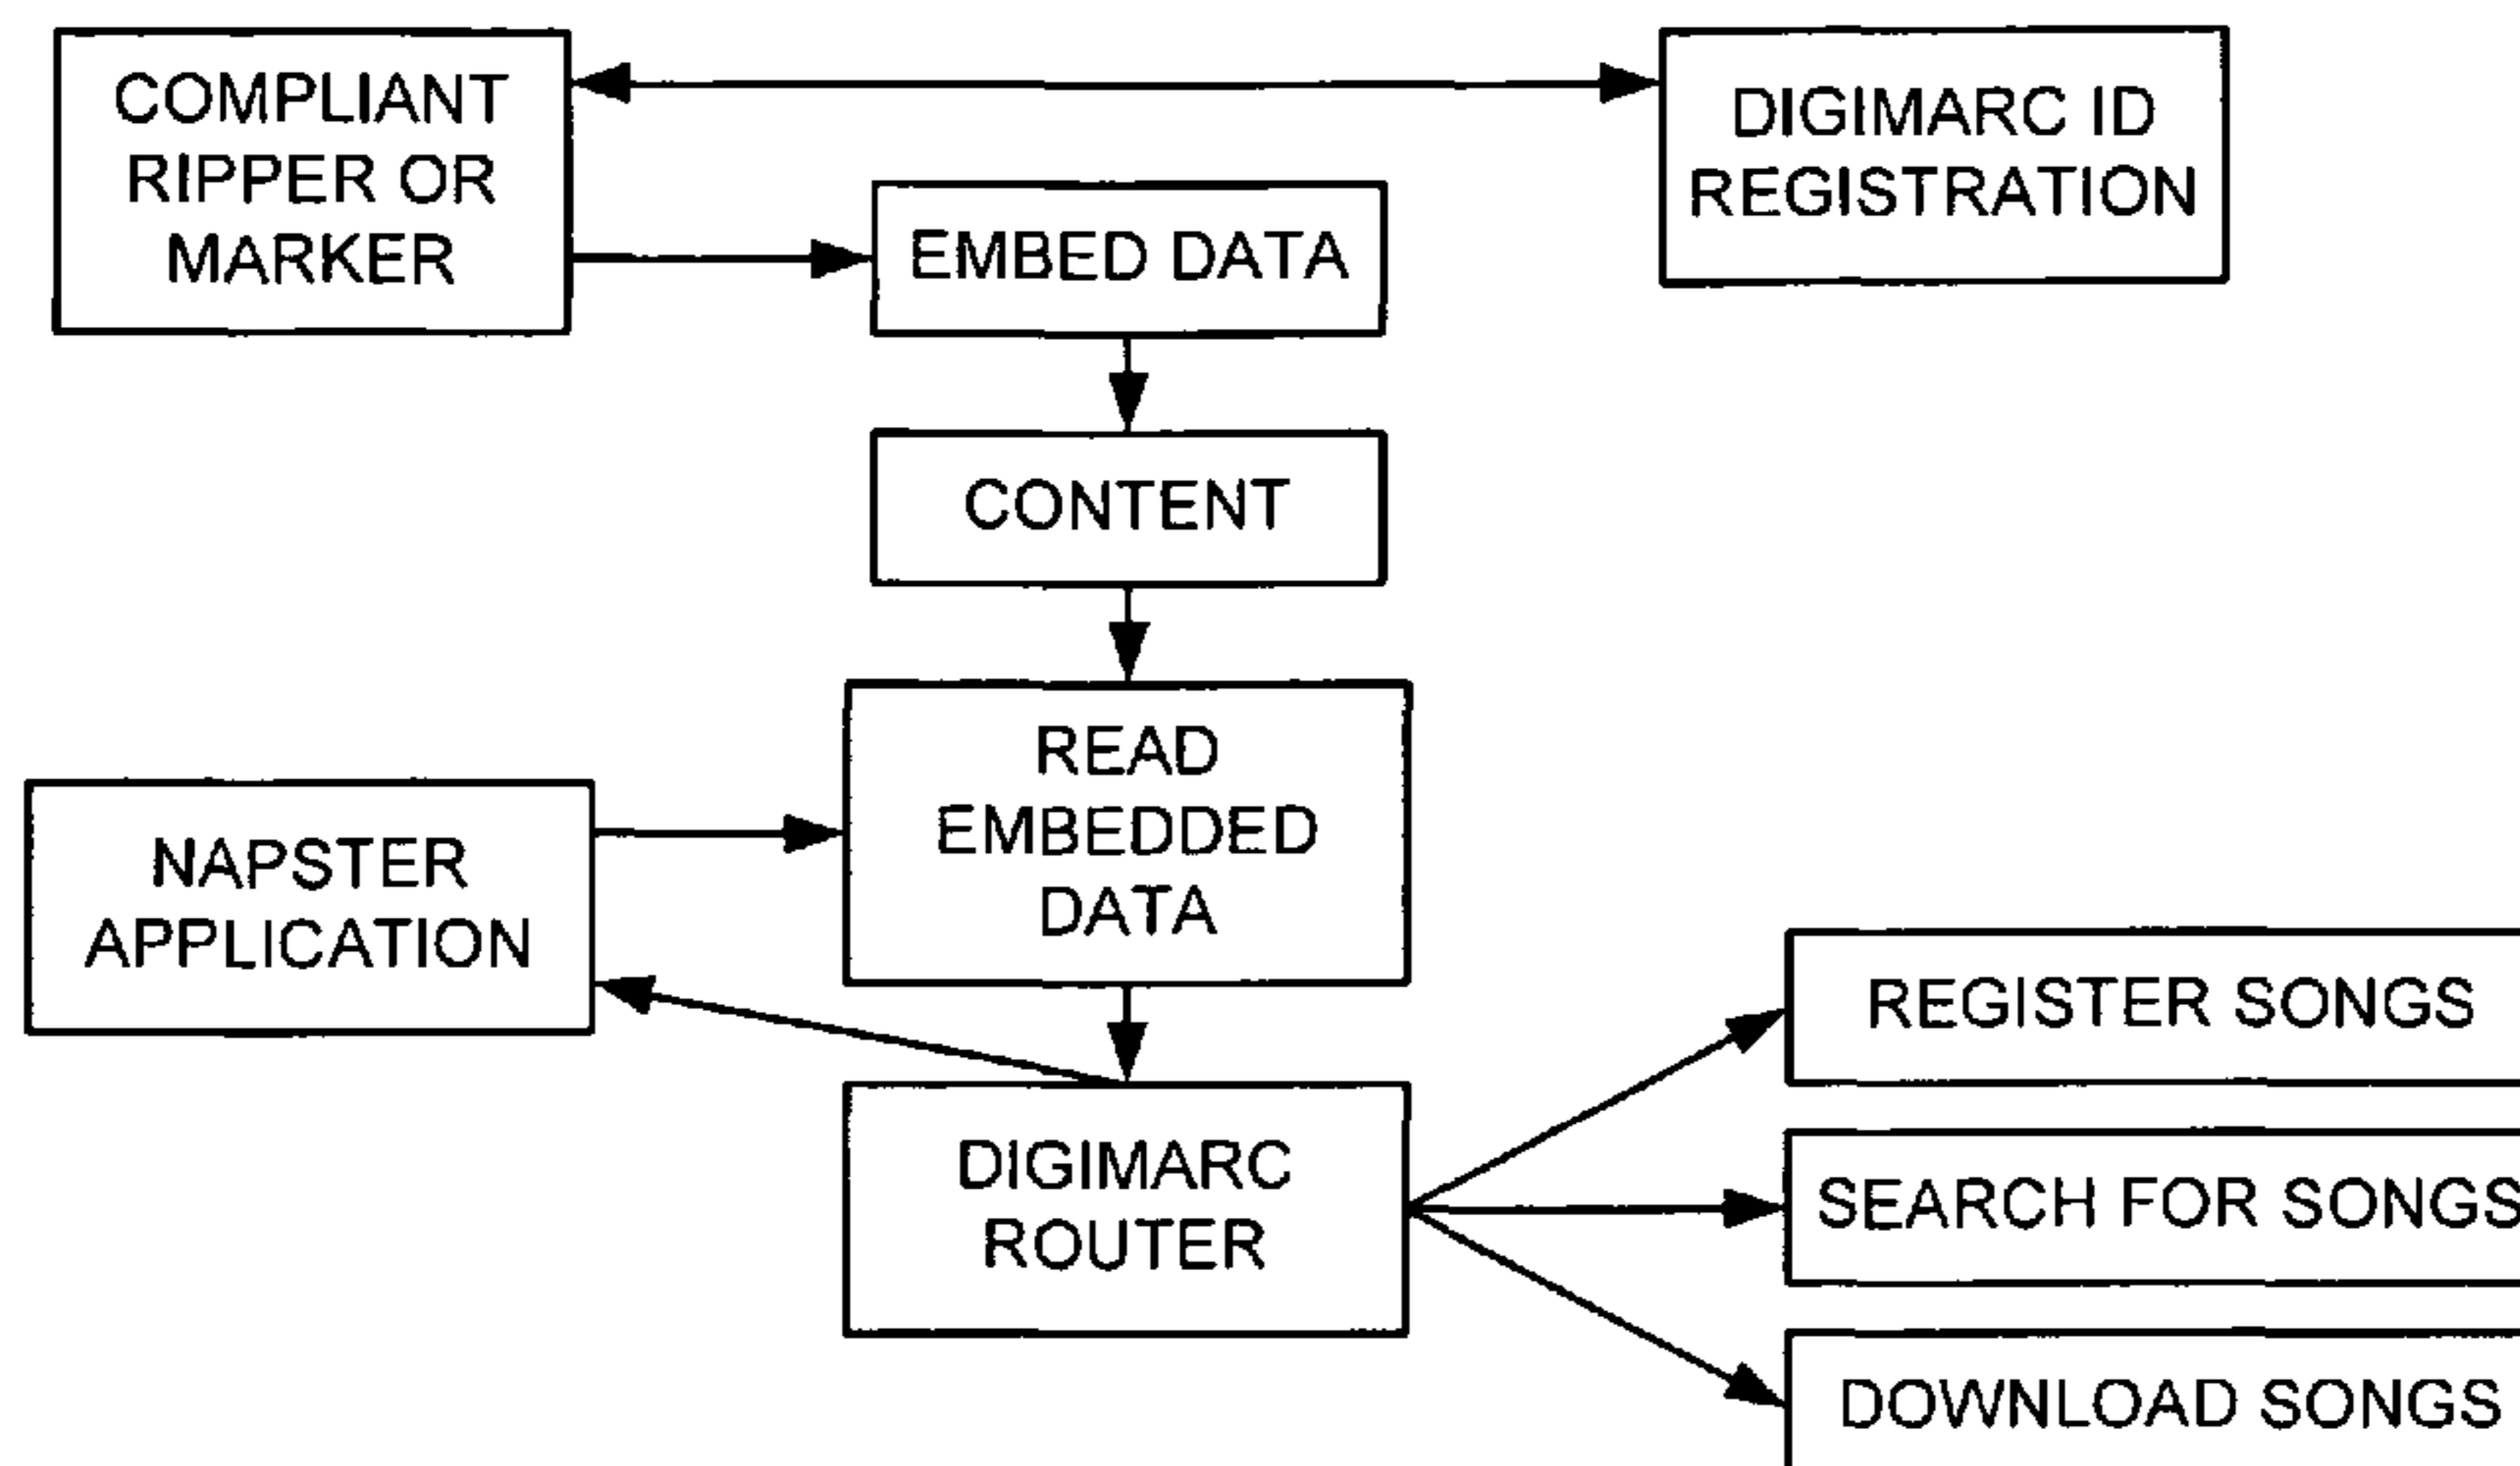 COMPLIANT
RIPPER OR
MARKER
DIGIMARC ID
REGISTRATION
EMBED DATA
CONTENT
READ
EMBEDDED
DATA
NAPSTER
APPLICATION
DIGIMARC
ROUTER
REGISTER SONGS
SEARCH FOR SONGS
DOWNLOAD SONGS